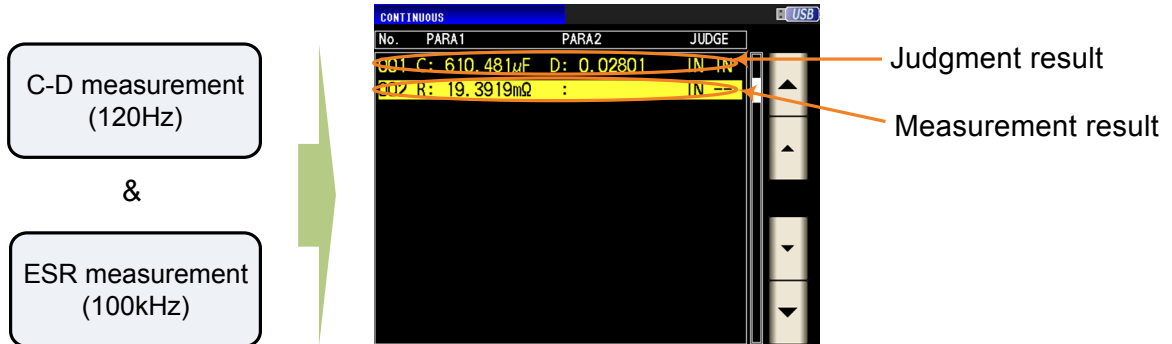 C-D measurement
(120Hz)
&
ESR measurement
(100kHz)
CONTINUOUS
USB
No. PARA1 PARA2 JUDGE
001 C: 610.481µF D: 0.02801 IN IN
002 R: 19.3919mΩ : IN --
Judgment result
Measurement result